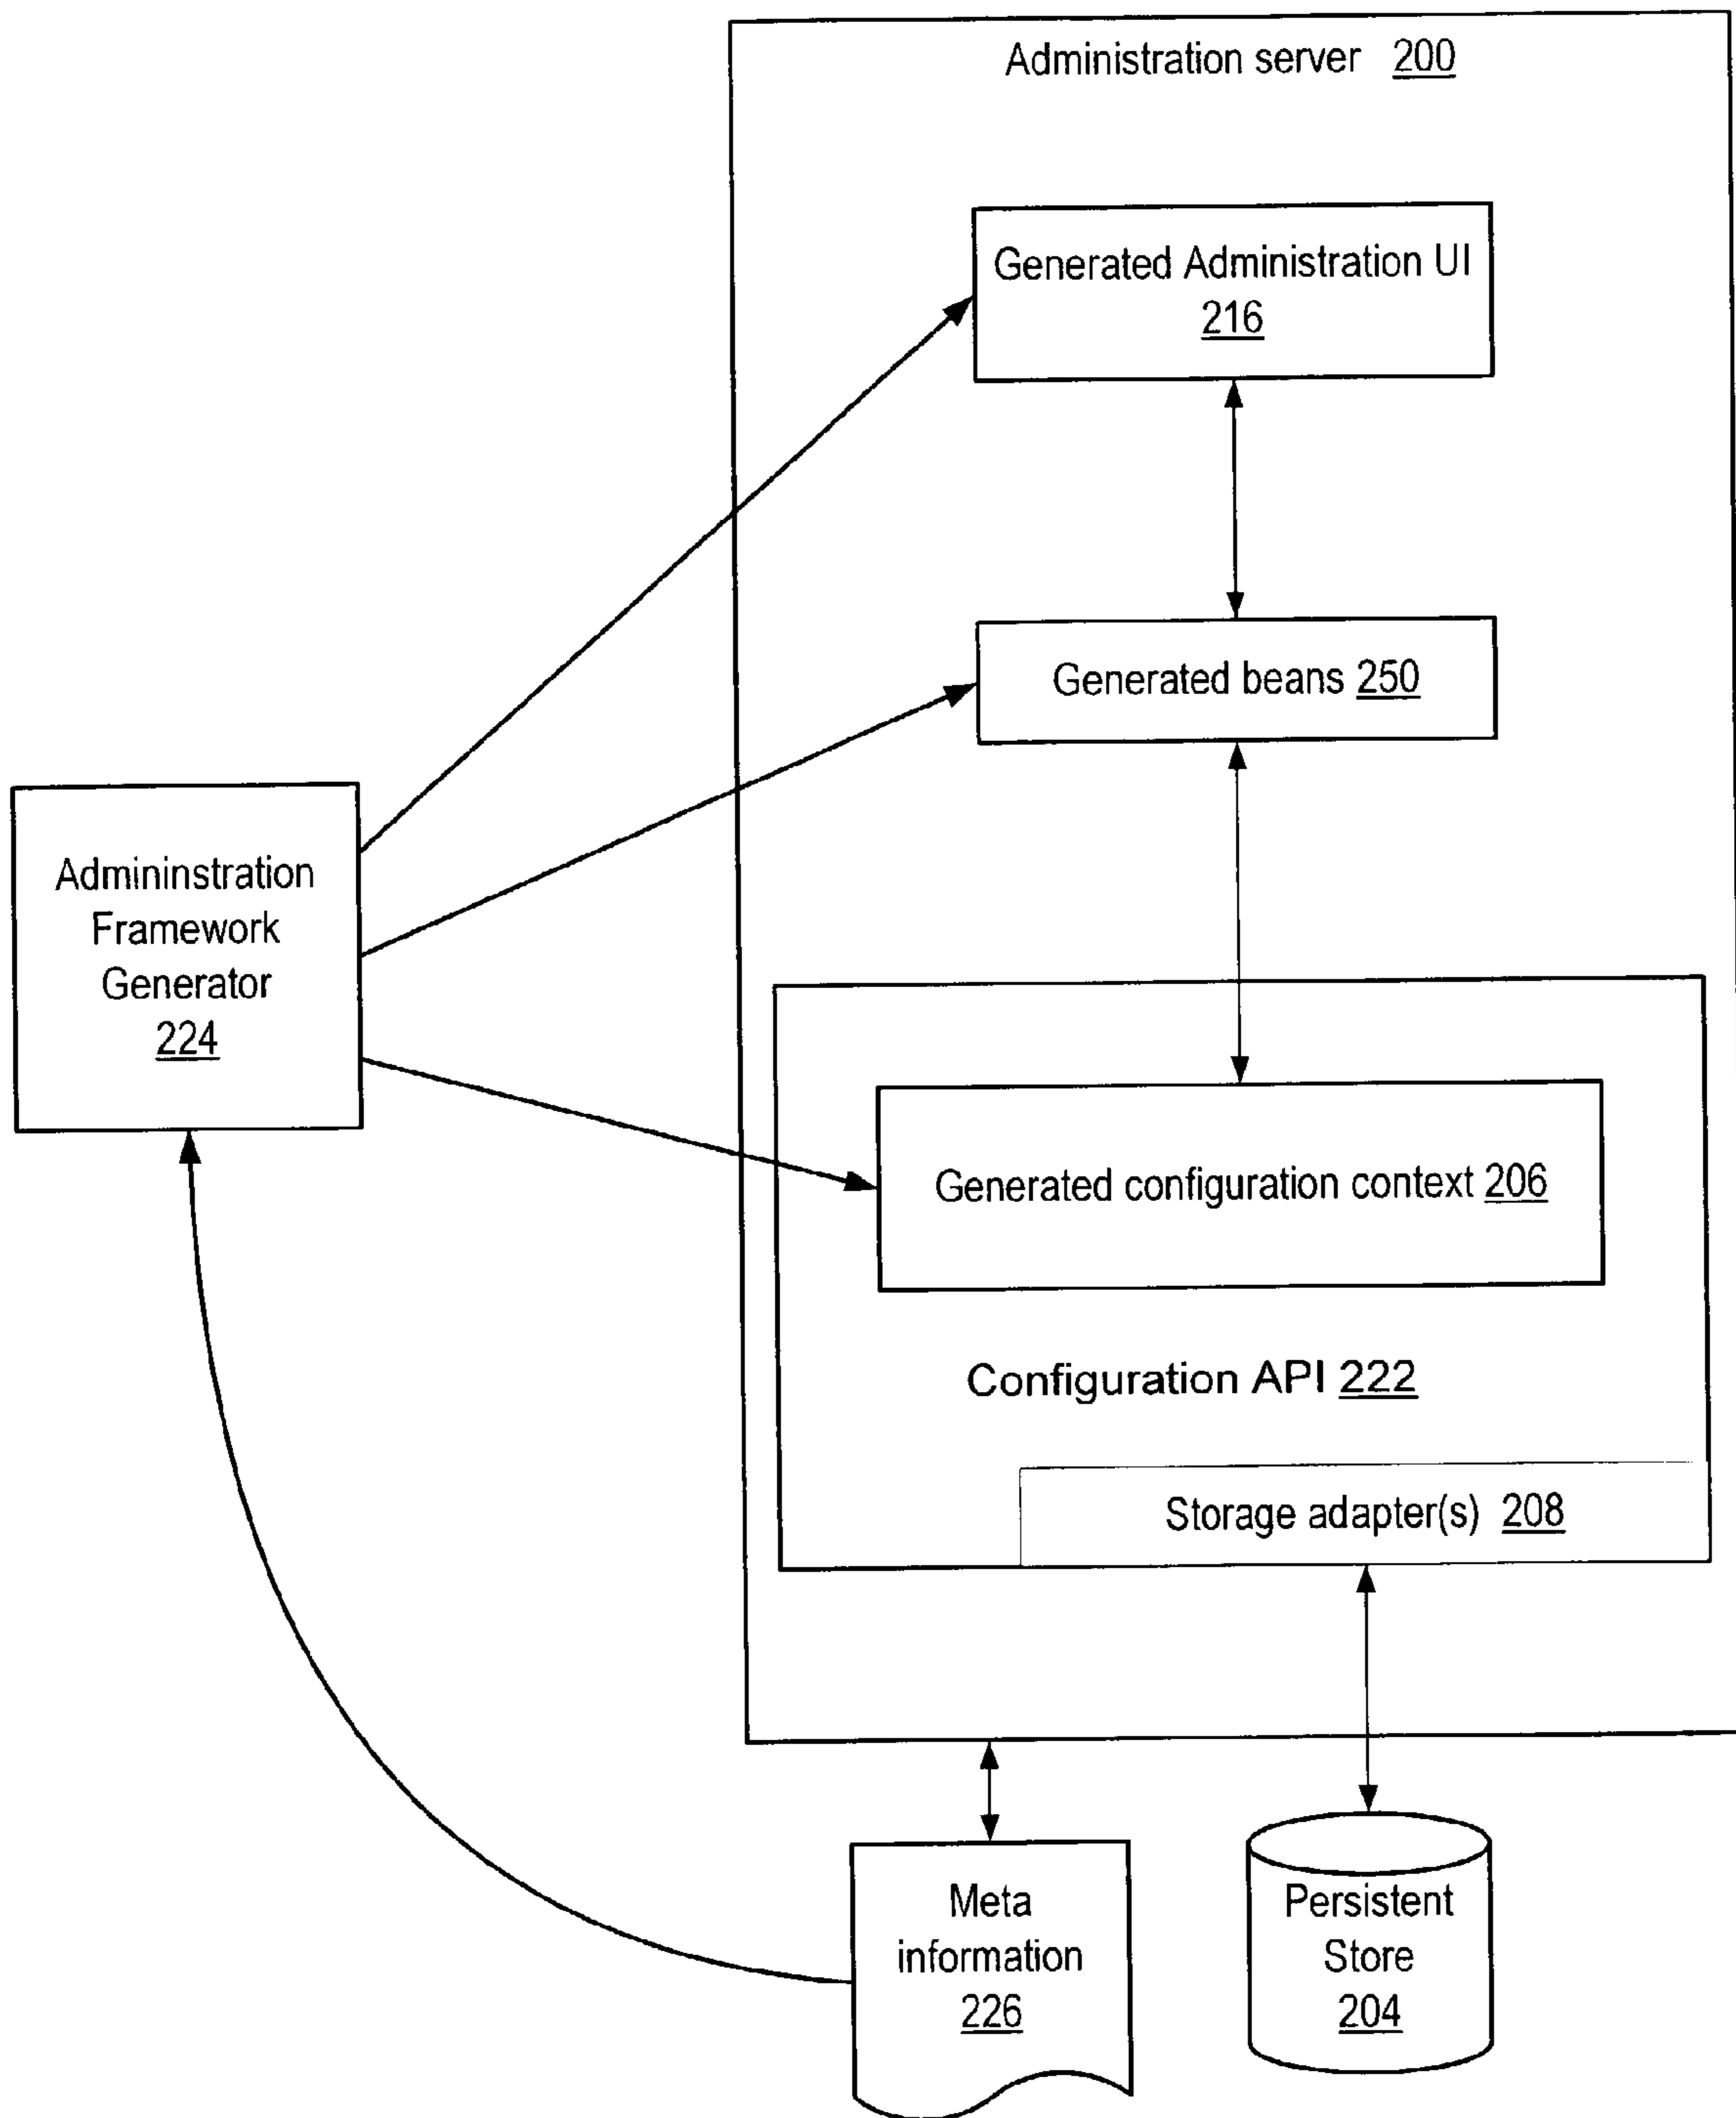 Administration server 200
Generated Administration UI
216
Generated beans 250
Admininstration
Framework
Generator
224
Generated configuration context 206
Configuration API 222
Storage adapter(s) 208
Meta
information
226
Persistent
Store
204